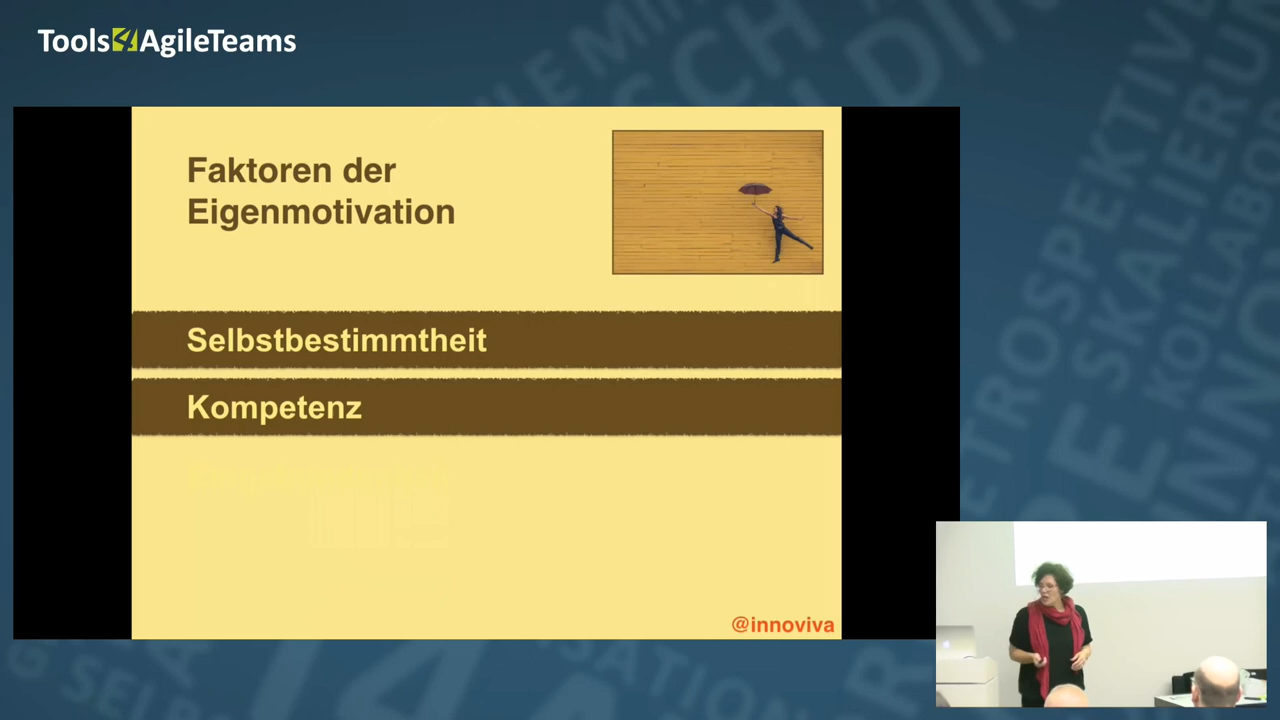 Tools4AgileTeams
Faktoren der
Eigenmotivation
Selbstbestimmtheit
Kompetenz
@innoviva